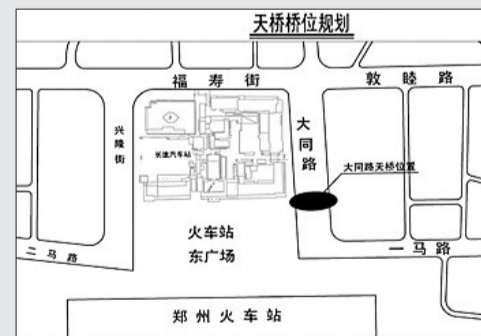 天桥桥位规划
福寿街
敦睦路
兴隆街
大同路
长途汽车站
大同路天桥位置
火车站
东广场
二马路
一马路
郑州火车站